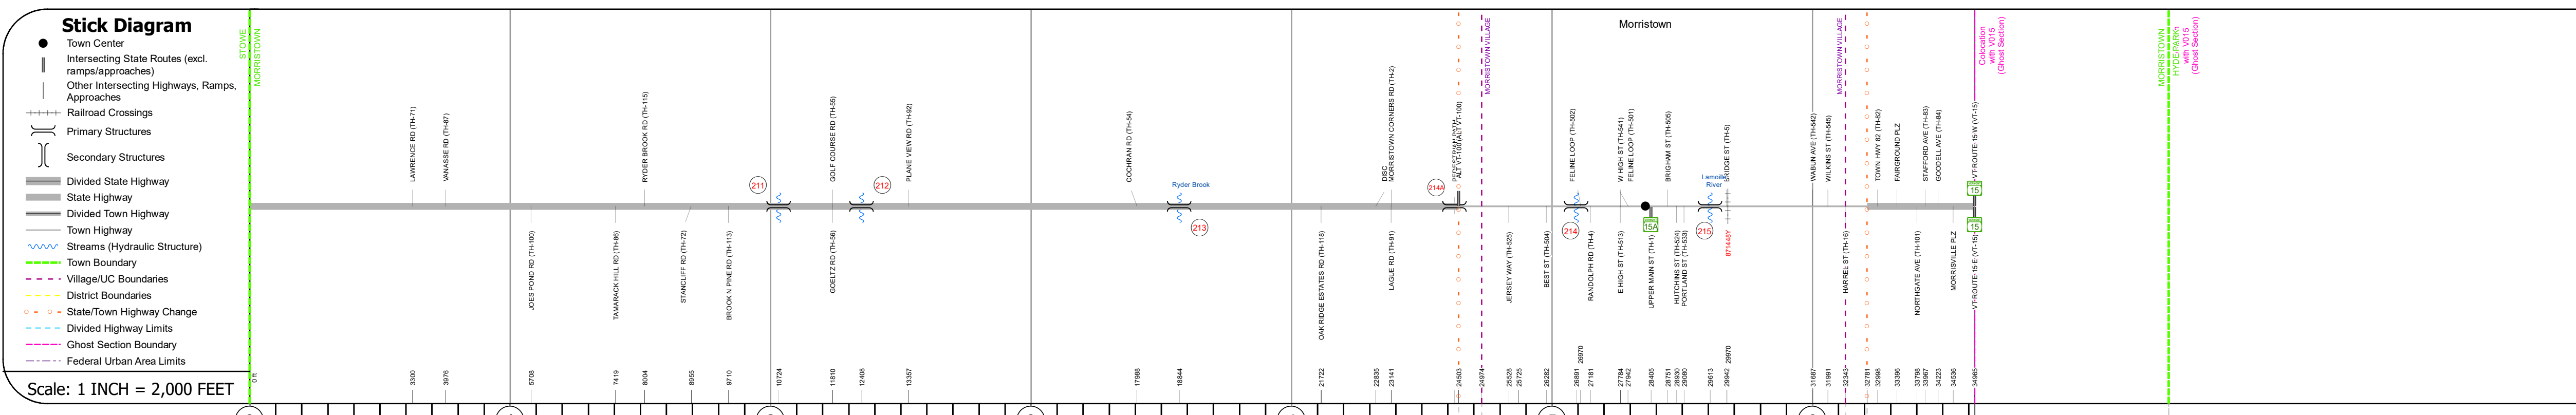 Stick Diagram
Town Center
Intersecting State Routes (excl.
ramps/approaches)
Other Intersecting Highways, Ramps,
Approaches
Railroad Crossings
Primary Structures
Secondary Structures
Divided State Highway
State Highway
Divided Town Highway
Town Highway
Streams (Hydraulic Structure)
Town Boundary
Village/UC Boundaries
District Boundaries
State/Town Highway Change
Divided Highway Limits
Ghost Section Boundary
Federal Urban Area Limits
Scale: 1 INCH = 2,000 FEET
STOWE
MORRISTOWN
Morristown
MORRISTOWN VILLAGE
MORRISTOWN VILLAGE
Colocation
with V015
(Ghost Section)
MORRISTOWN
HYDE PARK
with V015
(Ghost Section)
LAWRENCE RD (TH-71)
VANASSE RD (TH-87)
RYDER BROOK RD (TH-115)
GOLF COURSE RD (TH-55)
PLANE VIEW RD (TH-92)
COCHRAN RD (TH-54)
DISC
MORRISTOWN CORNERS RD (TH-2)
ALT VT-100 (ALT VT-100)
FELINE LOOP (TH-502)
W HIGH ST (TH-541)
FELINE LOOP (TH-501)
BRIGHAM ST (TH-505)
BRIDGE ST (TH-5)
WABUN AVE (TH-542)
WILKINS ST (TH-545)
TOWN HWY 82 (TH-82)
FAIRGROUND PLZ
STAFFORD AVE (TH-83)
GOODELL AVE (TH-84)
VT ROUTE 15 W (VT-15)
211
212
Ryder Brook
213
214A
214
15A
Lamoille
River
215
871448Y
15
15
JOES POND RD (TH-100)
TAMARACK HILL RD (TH-86)
STANCLIFF RD (TH-72)
BROOK N PINE RD (TH-113)
GOELTZ RD (TH-56)
OAK RIDGE ESTATES RD (TH-118)
LAGUE RD (TH-91)
JERSEY WAY (TH-525)
BEST ST (TH-504)
RANDOLPH RD (TH-4)
E HIGH ST (TH-513)
UPPER MAIN ST (TH-1)
HUTCHINS ST (TH-524)
PORTLAND ST (TH-533)
HARREL ST (TH-16)
NORTHGATE AVE (TH-101)
MORRISVILLE PLZ
VT ROUTE 15 E (VT-15)
0 ft
3300
3976
5708
7419
8004
8955
9710
10724
11810
12408
13357
17988
18844
21722
22835
23141
24503
24974
25528
25725
26282
26891
26970
27181
27784
27942
28405
28751
28930
29080
29613
29942
29970
31687
31991
32343
32781
32998
33396
33798
33967
34223
34536
34965